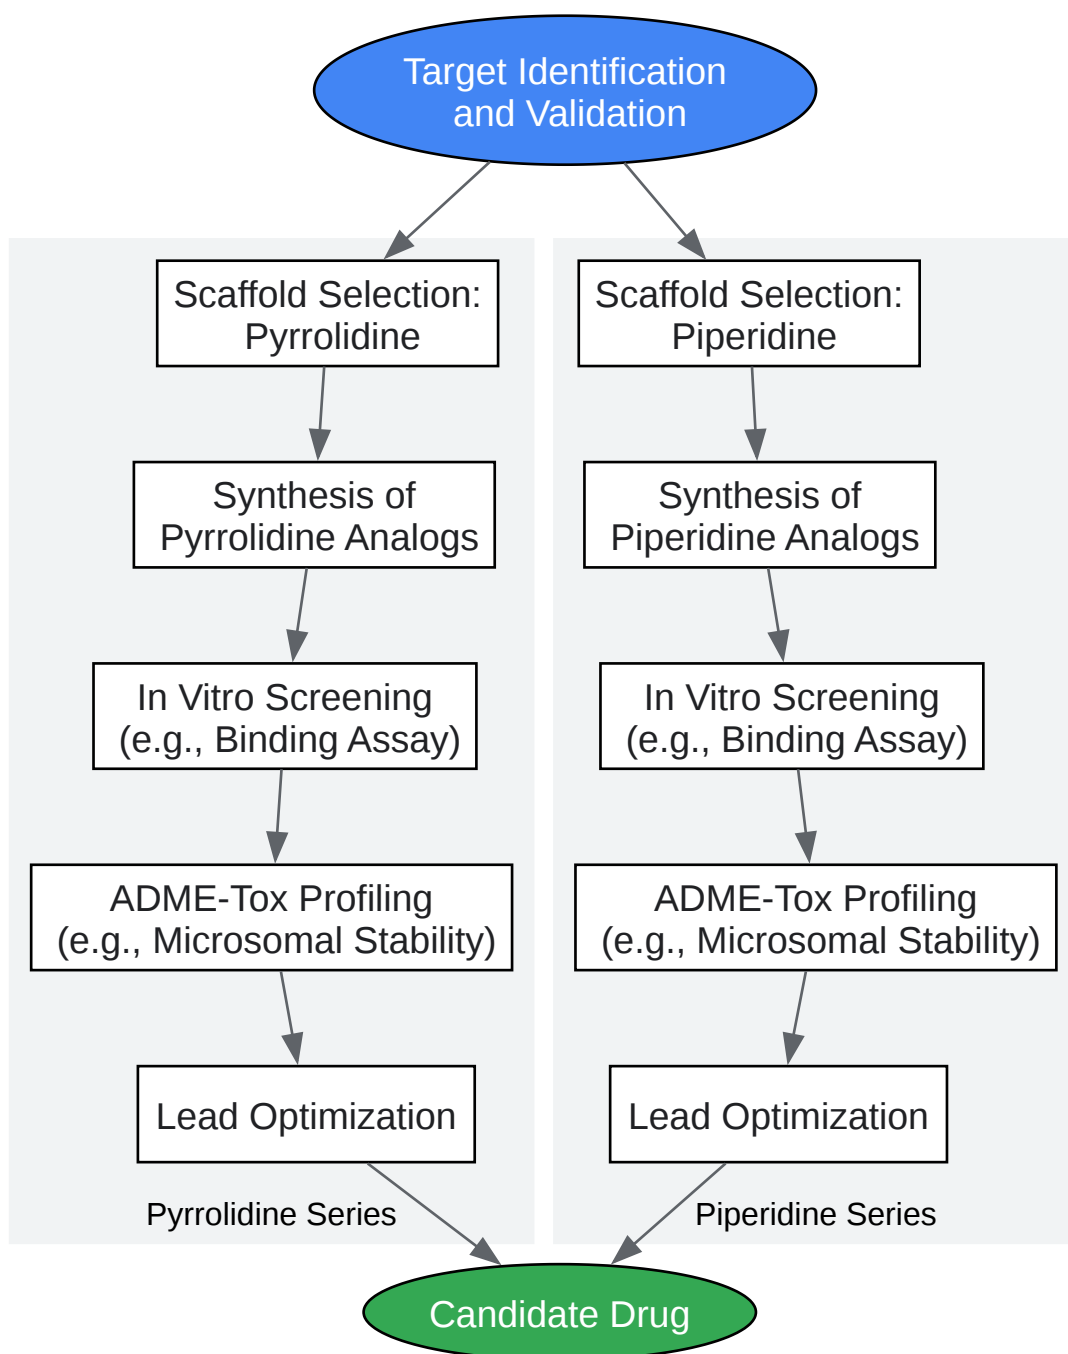 Target Identification
and Validation
Scaffold Selection:
Pyrrolidine
Synthesis of
Pyrrolidine Analogs
In Vitro Screening
(e.g., Binding Assay)
ADME-Tox Profiling
(e.g., Microsomal Stability)
Lead Optimization
Pyrrolidine Series
Scaffold Selection:
Piperidine
Synthesis of
Piperidine Analogs
In Vitro Screening
(e.g., Binding Assay)
ADME-Tox Profiling
(e.g., Microsomal Stability)
Lead Optimization
Piperidine Series
Candidate Drug